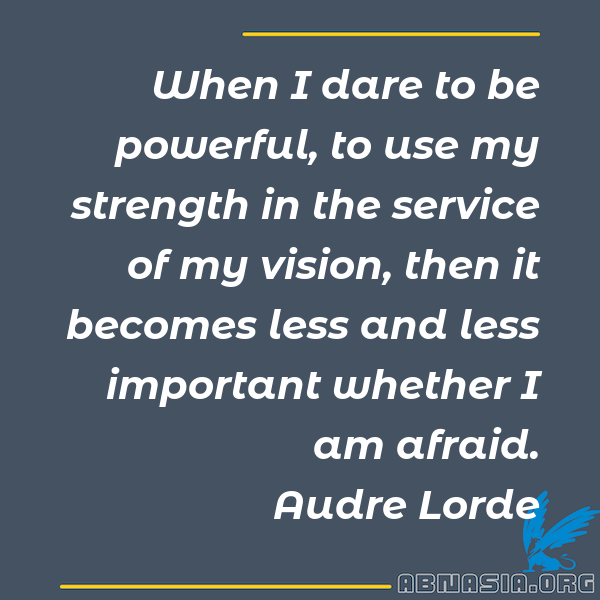 When I dare to be
powerful, to use my
strength in the service
of my vision, then it
becomes less and less
important whether I
am afraid.
Audre Lorde
ABNASIA.ORG